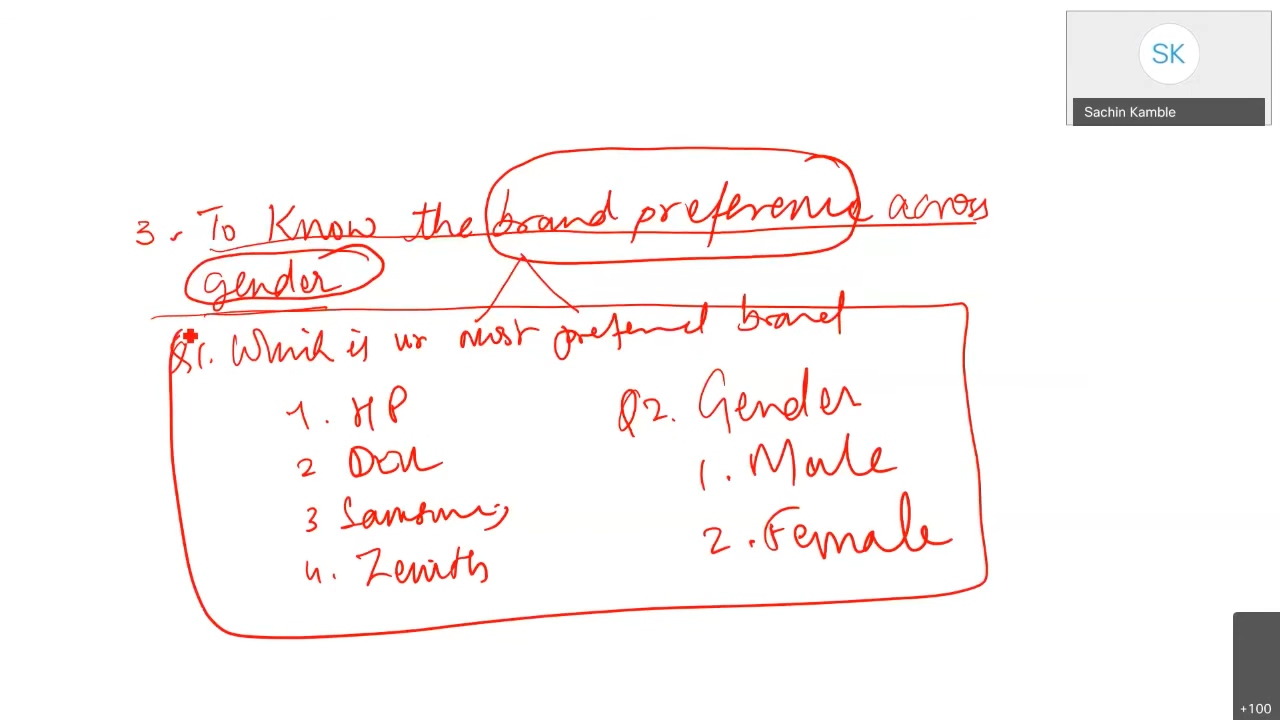 SK
Sachin Kamble
3. To Know the brand preference across
gender
Q1. Which is ur most preferred brand
1. HP
2 Dell
3 Samsung
4. Zenith
Q2. Gender
1. Male
2. Female
+100